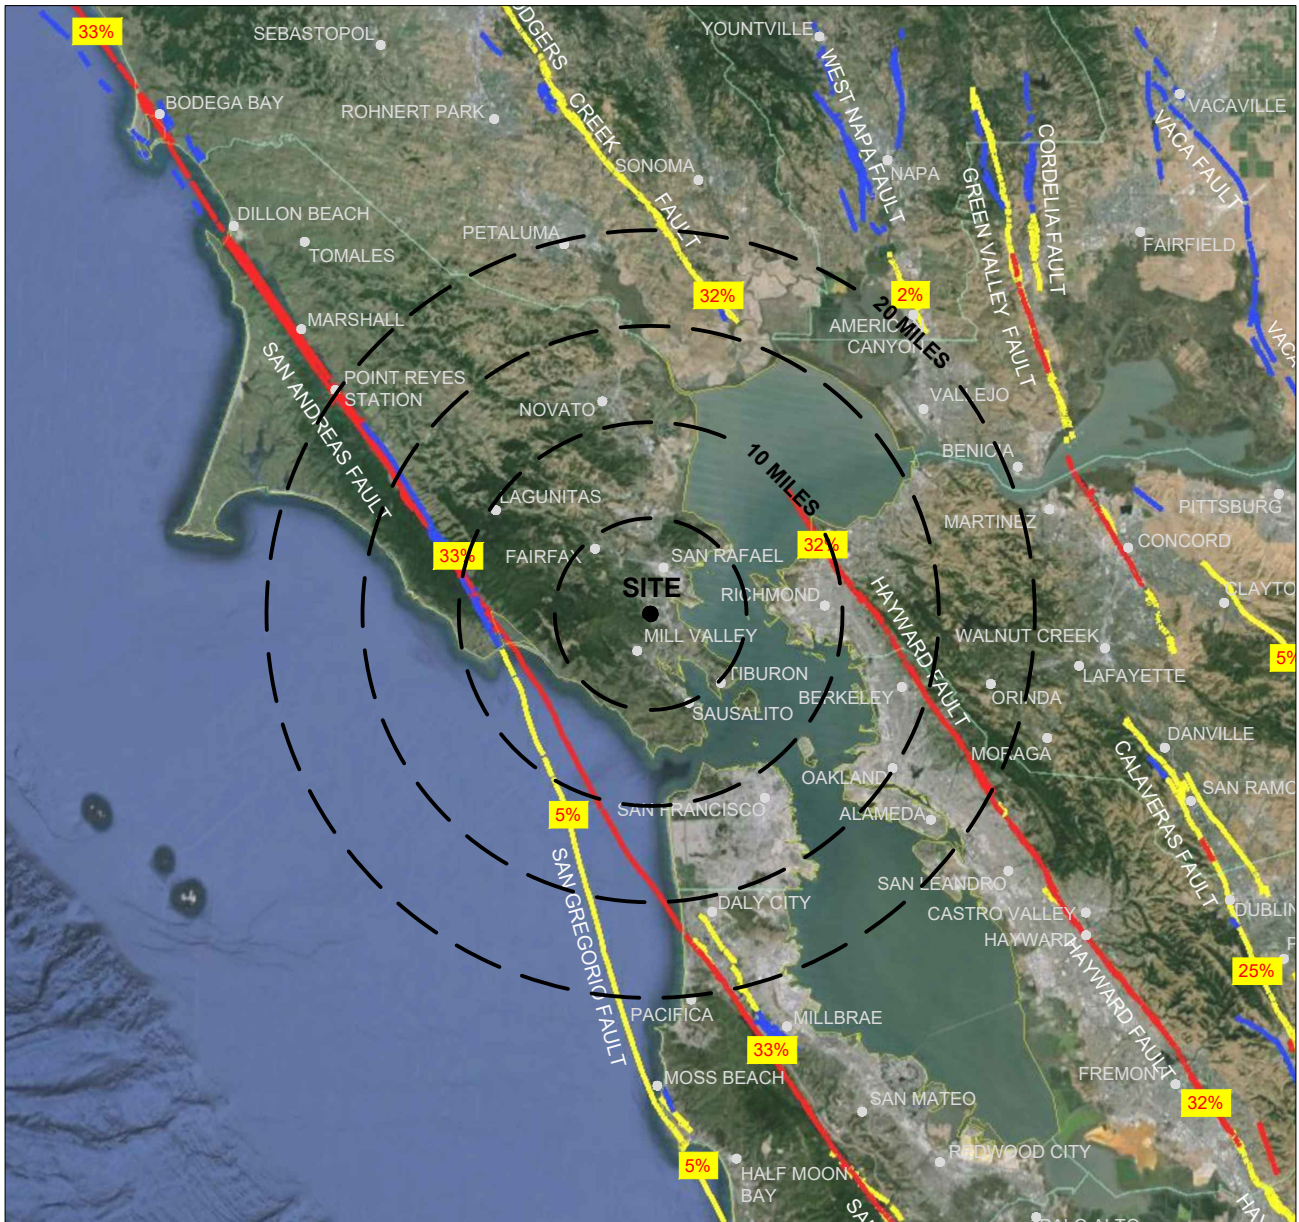 33%
SEBASTOPOL
YOUNTVILLE
BODEGA BAY
ROHNERT PARK
CREEK
WEST NAPA FAULT
VACAVILLE
VACA FAULT
CORDELIA FAULT
SONOMA
NAPA
GREEN VALLEY FAULT
DILLON BEACH
FAULT
PETALUMA
FAIRFIELD
TOMALES
32%
2%
20 MILES
MARSHALL
CANYON
VACA
SAN ANDREAS FAULT
POINT REYES
STATION
NOVATO
VALLEJO
BENICIA
10 MILES
LAGUNITAS
PITTSBURG
MARTINEZ
33%
FAIRFAX
SAN RAFAEL
32%
CONCORD
SITE
RICHMOND
HAYWARD FAULT
CLAYTO
MILL VALLEY
WALNUT CREEK
5%
TIBURON
LAFAYETTE
BERKELEY
ORINDA
SAUSALITO
MORAGA
DANVILLE
CALAVERAS FAULT
OAKLAND
SAN RAMO
5%
SAN FRANCISCO
ALAMEDA
SAN GREGORIO FAULT
SAN LEANDRO
DALY CITY
CASTRO VALLEY
DUBLIN
HAYWARD
HAYWARD FAULT
25%
PACIFICA
MILLBRAE
33%
MOSS BEACH
FREMONT
SAN MATEO
32%
REDWOOD CITY
5%
HALF MOON
BAY